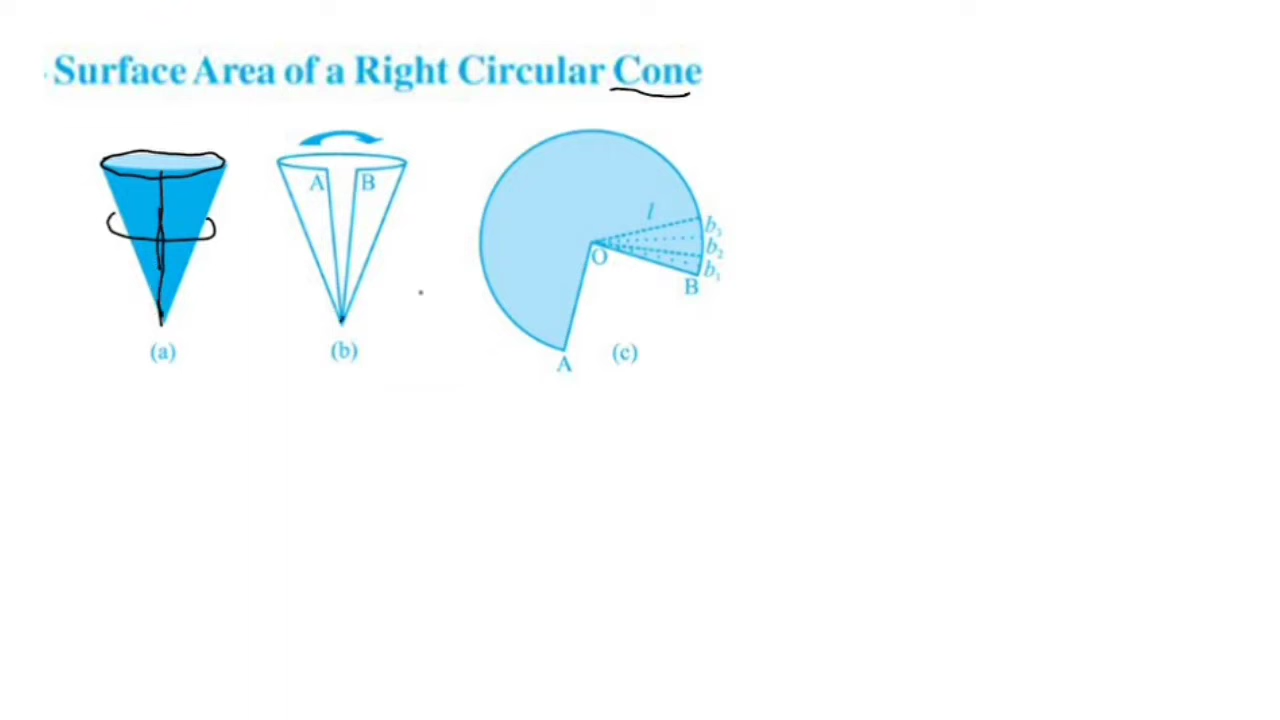 Surface Area of a Right Circular Cone
A B
l
O
b₃
b₂
b₁
B
A
(a) (b) (c)